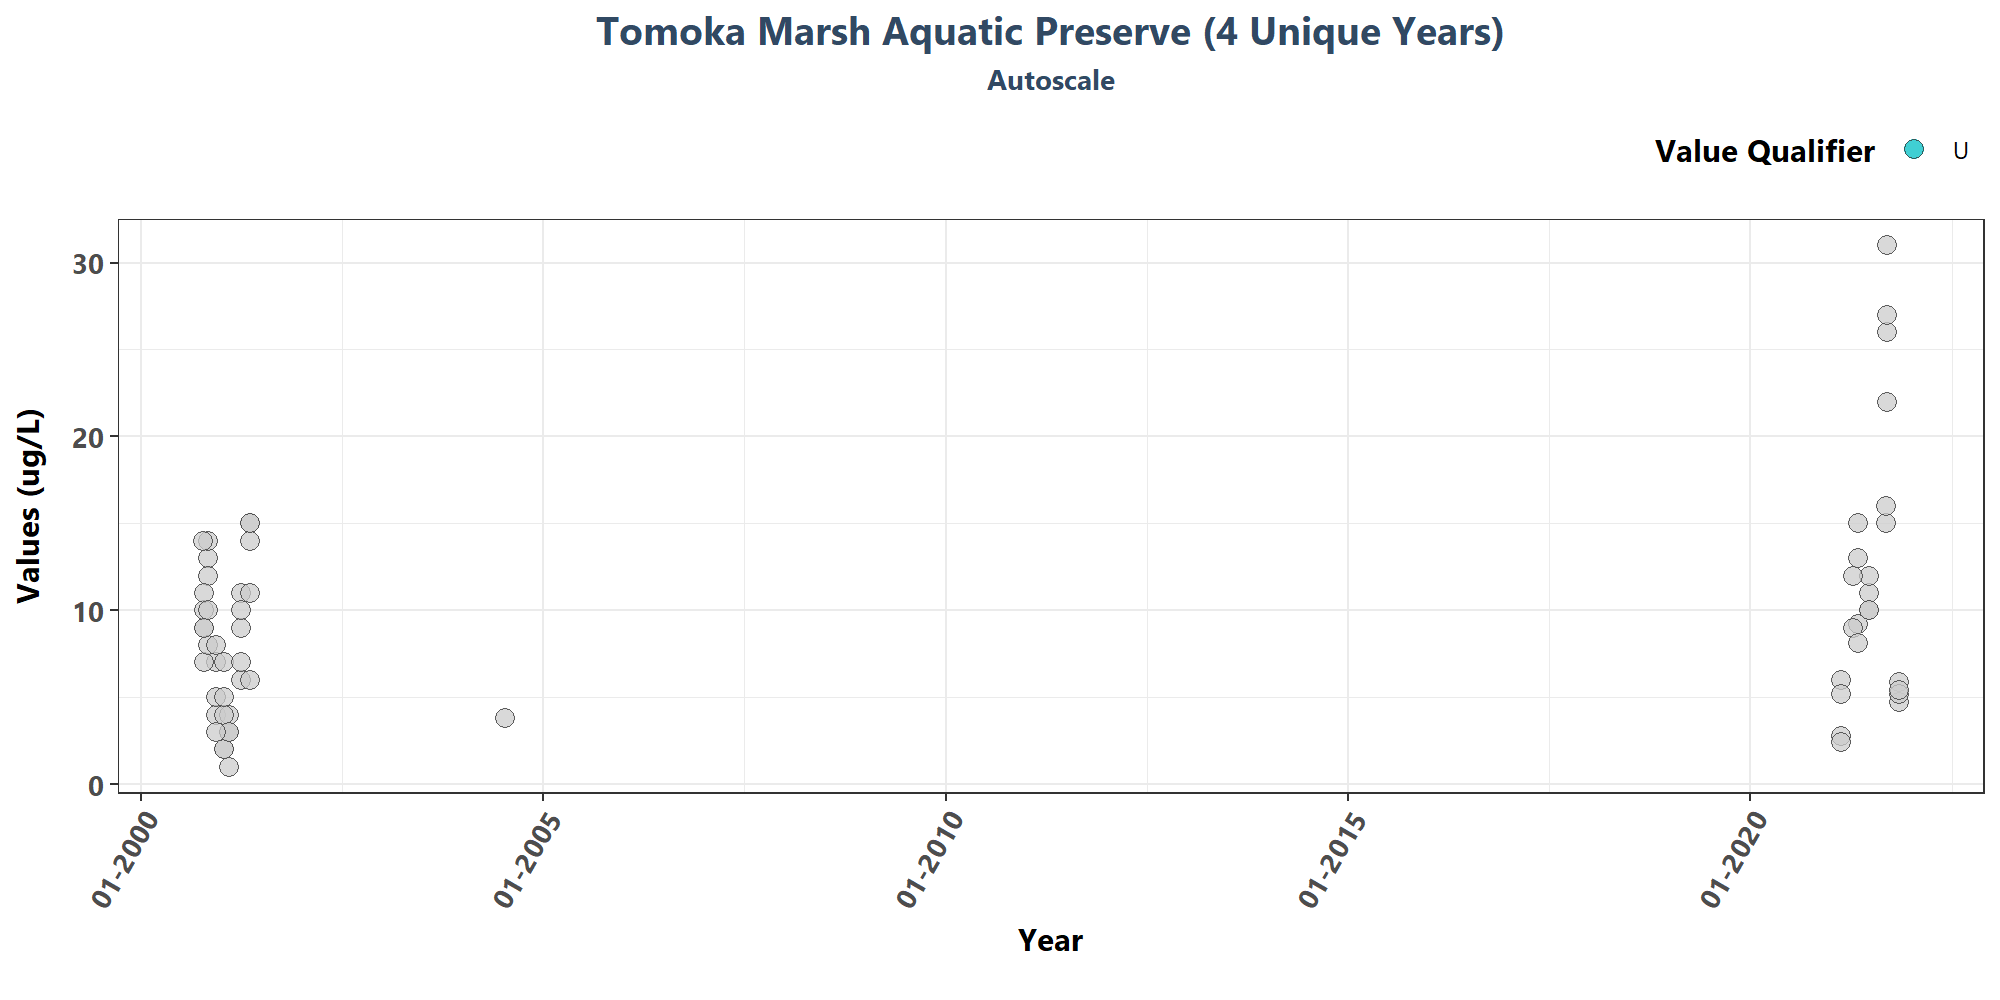 Tomoka Marsh Aquatic Preserve (4 Unique Years)
Autoscale
Value Qualifier U
Values (ug/L)
30
20
10
0
01-2000 01-2005 01-2010 01-2015 01-2020
Year